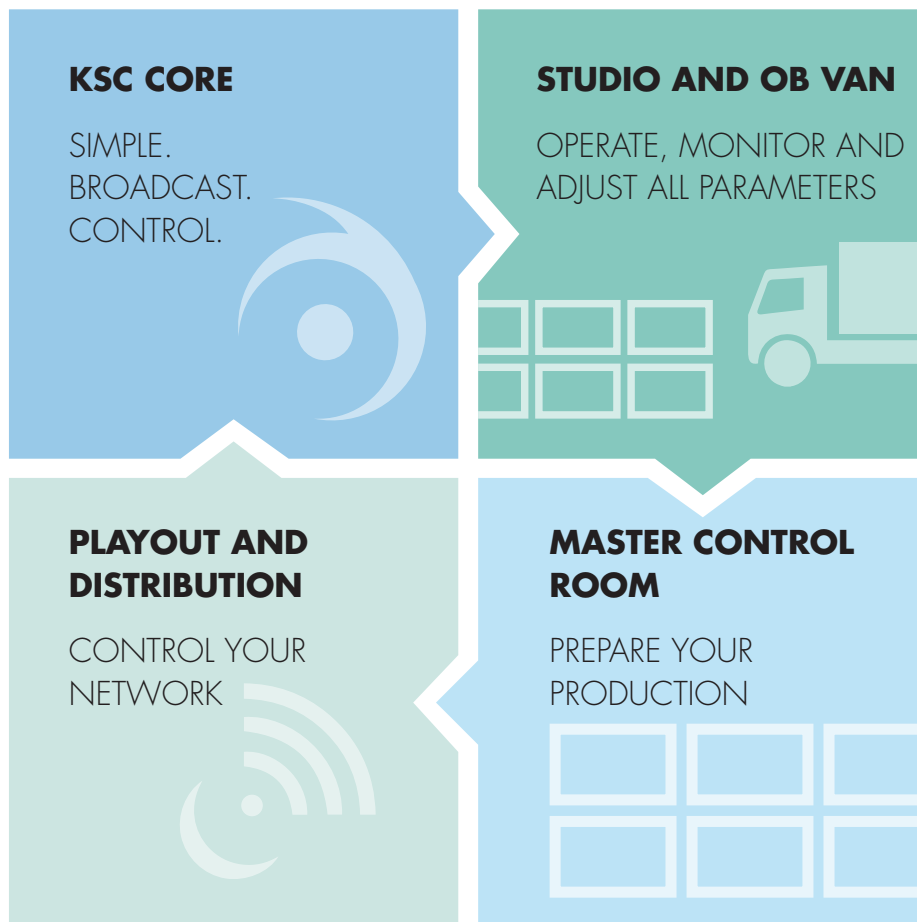 KSC CORE
SIMPLE.
BROADCAST.
CONTROL.
STUDIO AND OB VAN
OPERATE, MONITOR AND
ADJUST ALL PARAMETERS
PLAYOUT AND
DISTRIBUTION
CONTROL YOUR
NETWORK
MASTER CONTROL
ROOM
PREPARE YOUR
PRODUCTION